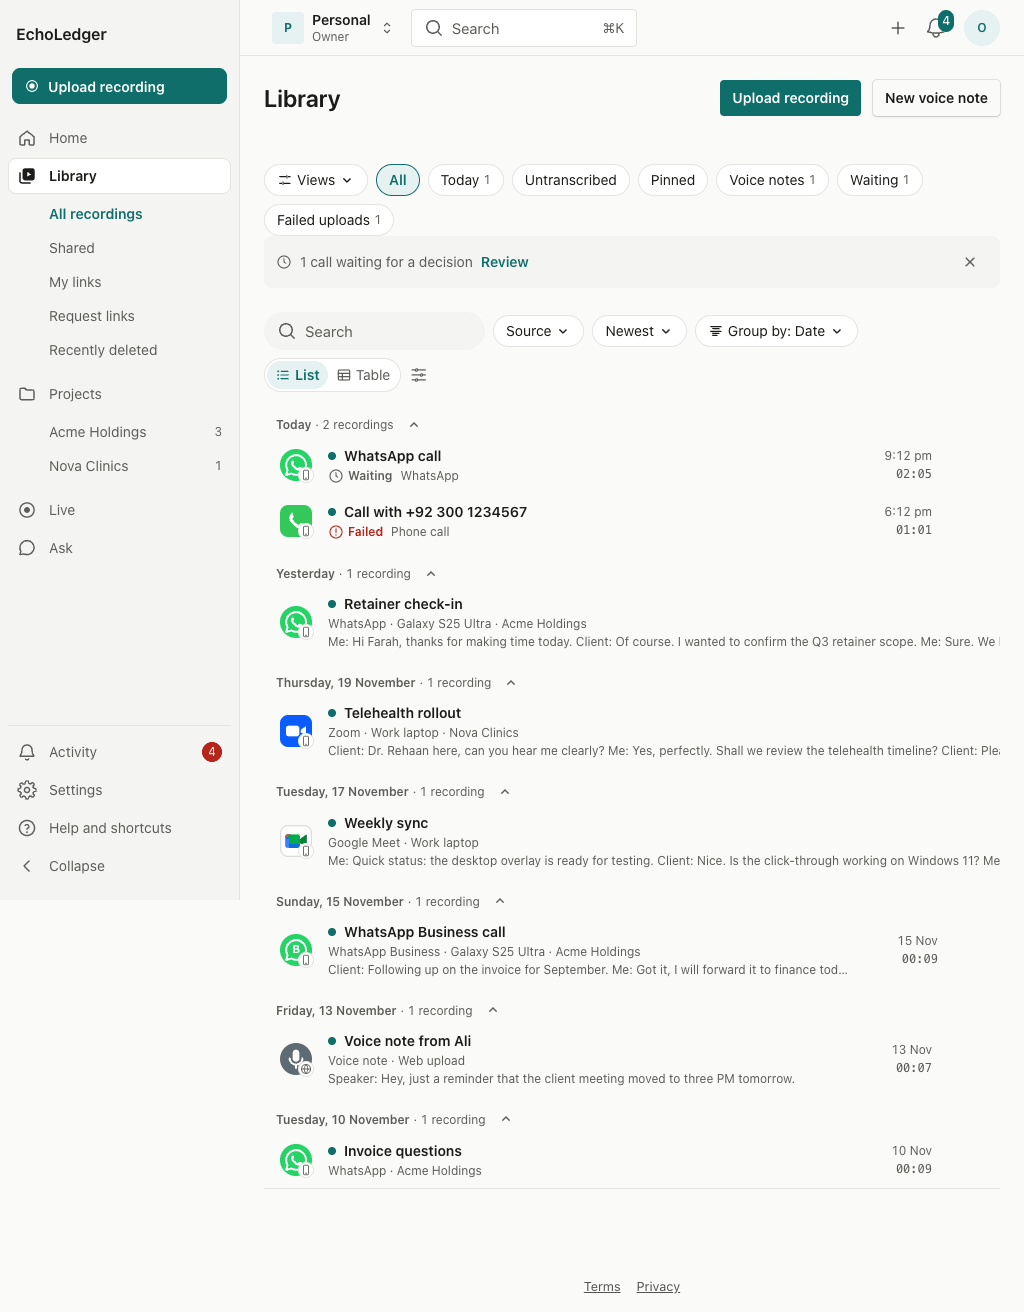 EchoLedger
Upload recording
Home
Library
All recordings
Shared
My links
Request links
Recently deleted
Projects
Acme Holdings 3
Nova Clinics 1
Live
Ask
Activity 4
Settings
Help and shortcuts
Collapse
P Personal
Owner
Search ⌘K
4
O
Library
Upload recording New voice note
Views All Today 1 Untranscribed Pinned Voice notes 1 Waiting 1
Failed uploads 1
1 call waiting for a decision Review
Search Source Newest Group by: Date
List Table
Today · 2 recordings
WhatsApp call 9:12 pm
Waiting WhatsApp 02:05
Call with +92 300 1234567 6:12 pm
Failed Phone call 01:01
Yesterday · 1 recording
Retainer check-in
WhatsApp · Galaxy S25 Ultra · Acme Holdings
Me: Hi Farah, thanks for making time today. Client: Of course. I wanted to confirm the Q3 retainer scope. Me: Sure. We
Thursday, 19 November · 1 recording
Telehealth rollout
Zoom · Work laptop · Nova Clinics
Client: Dr. Rehaan here, can you hear me clearly? Me: Yes, perfectly. Shall we review the telehealth timeline? Client: Plea
Tuesday, 17 November · 1 recording
Weekly sync
Google Meet · Work laptop
Me: Quick status: the desktop overlay is ready for testing. Client: Nice. Is the click-through working on Windows 11? Me
Sunday, 15 November · 1 recording
B
WhatsApp Business call 15 Nov
WhatsApp Business · Galaxy S25 Ultra · Acme Holdings 00:09
Client: Following up on the invoice for September. Me: Got it, I will forward it to finance tod…
Friday, 13 November · 1 recording
Voice note from Ali 13 Nov
Voice note · Web upload 00:07
Speaker: Hey, just a reminder that the client meeting moved to three PM tomorrow.
Tuesday, 10 November · 1 recording
Invoice questions 10 Nov
WhatsApp · Acme Holdings 00:09
Terms Privacy